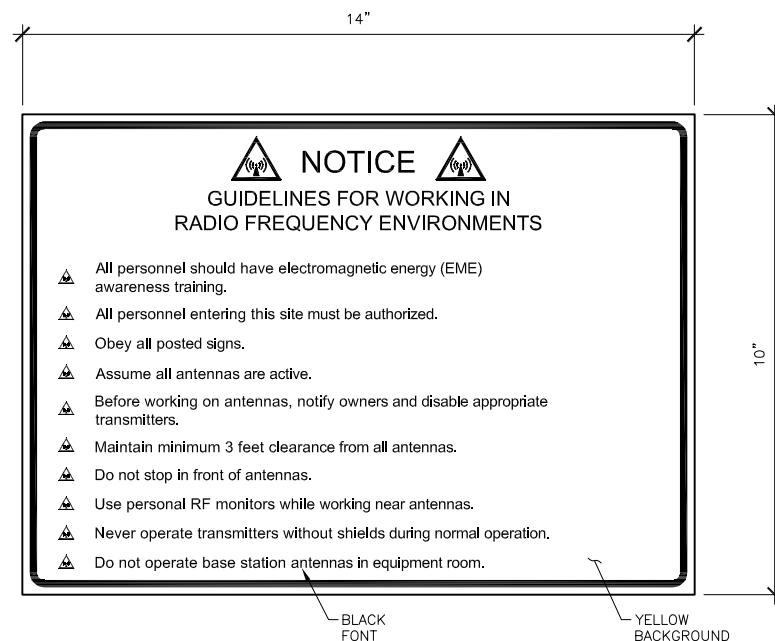 14"
NOTICE
GUIDELINES FOR WORKING IN
RADIO FREQUENCY ENVIRONMENTS
All personnel should have electromagnetic energy (EME)
awareness training.
All personnel entering this site must be authorized.
Obey all posted signs.
Assume all antennas are active.
Before working on antennas, notify owners and disable appropriate
transmitters.
Maintain minimum 3 feet clearance from all antennas.
Do not stop in front of antennas.
Use personal RF monitors while working near antennas.
Never operate transmitters without shields during normal operation.
Do not operate base station antennas in equipment room.
10"
BLACK
FONT
YELLOW
BACKGROUND